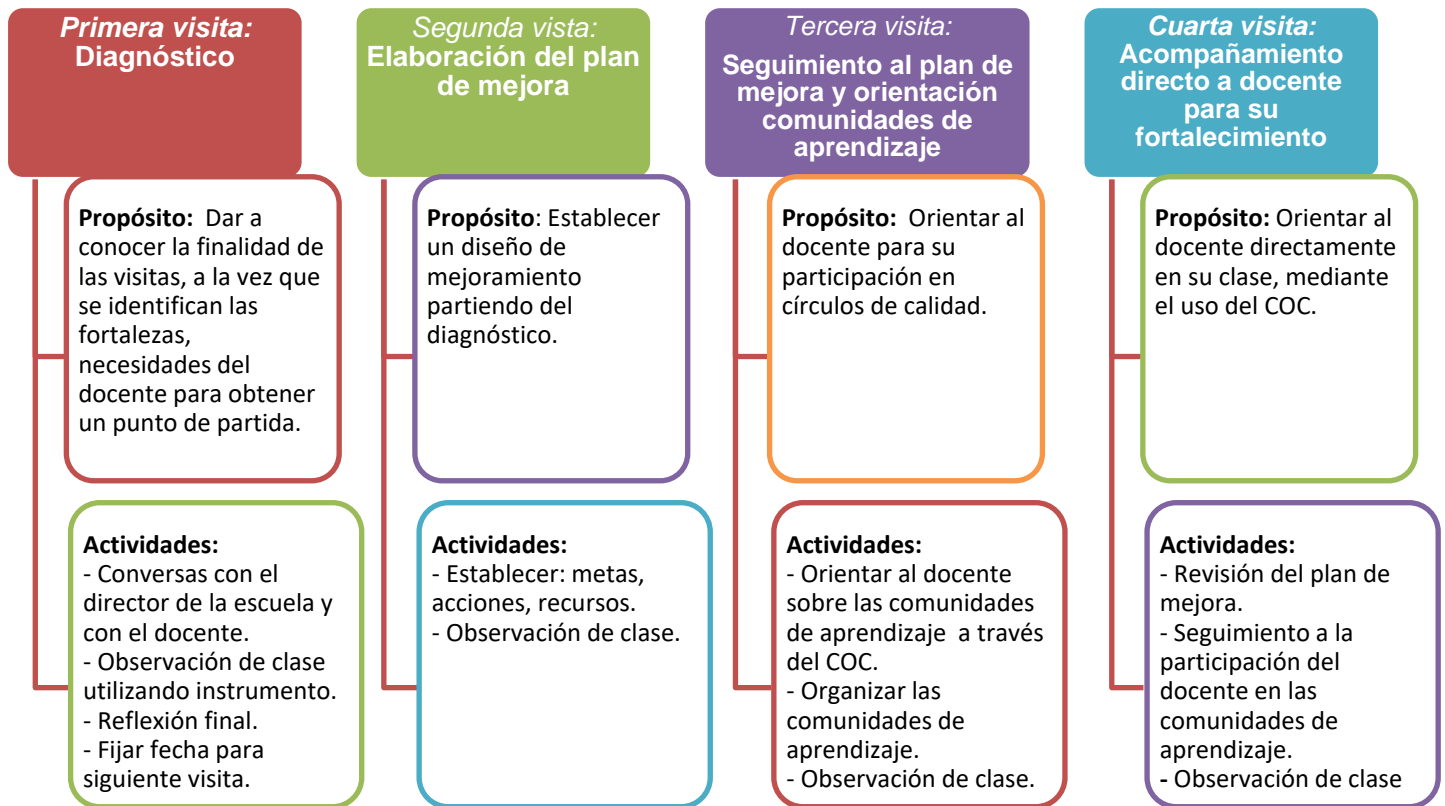 Primera visita:
Diagnóstico
Propósito: Dar a
conocer la finalidad de
las visitas, a la vez que
se identifican las
fortalezas,
necesidades del
docente para obtener
un punto de partida.
Actividades:
- Conversas con el
director de la escuela y
con el docente.
- Observación de clase
utilizando instrumento.
- Reflexión final.
- Fijar fecha para
siguiente visita.
Segunda vista:
Elaboración del plan
de mejora
Propósito: Establecer
un diseño de
mejoramiento
partiendo del
diagnóstico.
Actividades:
- Establecer: metas,
acciones, recursos.
- Observación de clase.
Tercera visita:
Seguimiento al plan de
mejora y orientación
comunidades de
aprendizaje
Propósito: Orientar al
docente para su
participación en
círculos de calidad.
Actividades:
- Orientar al docente
sobre las comunidades
de aprendizaje a través
del COC.
- Organizar las
comunidades de
aprendizaje.
- Observación de clase.
Cuarta visita:
Acompañamiento
directo a docente
para su
fortalecimiento
Propósito: Orientar al
docente directamente
en su clase, mediante
el uso del COC.
Actividades:
- Revisión del plan de
mejora.
- Seguimiento a la
participación del
docente en las
comunidades de
aprendizaje.
- Observación de clase